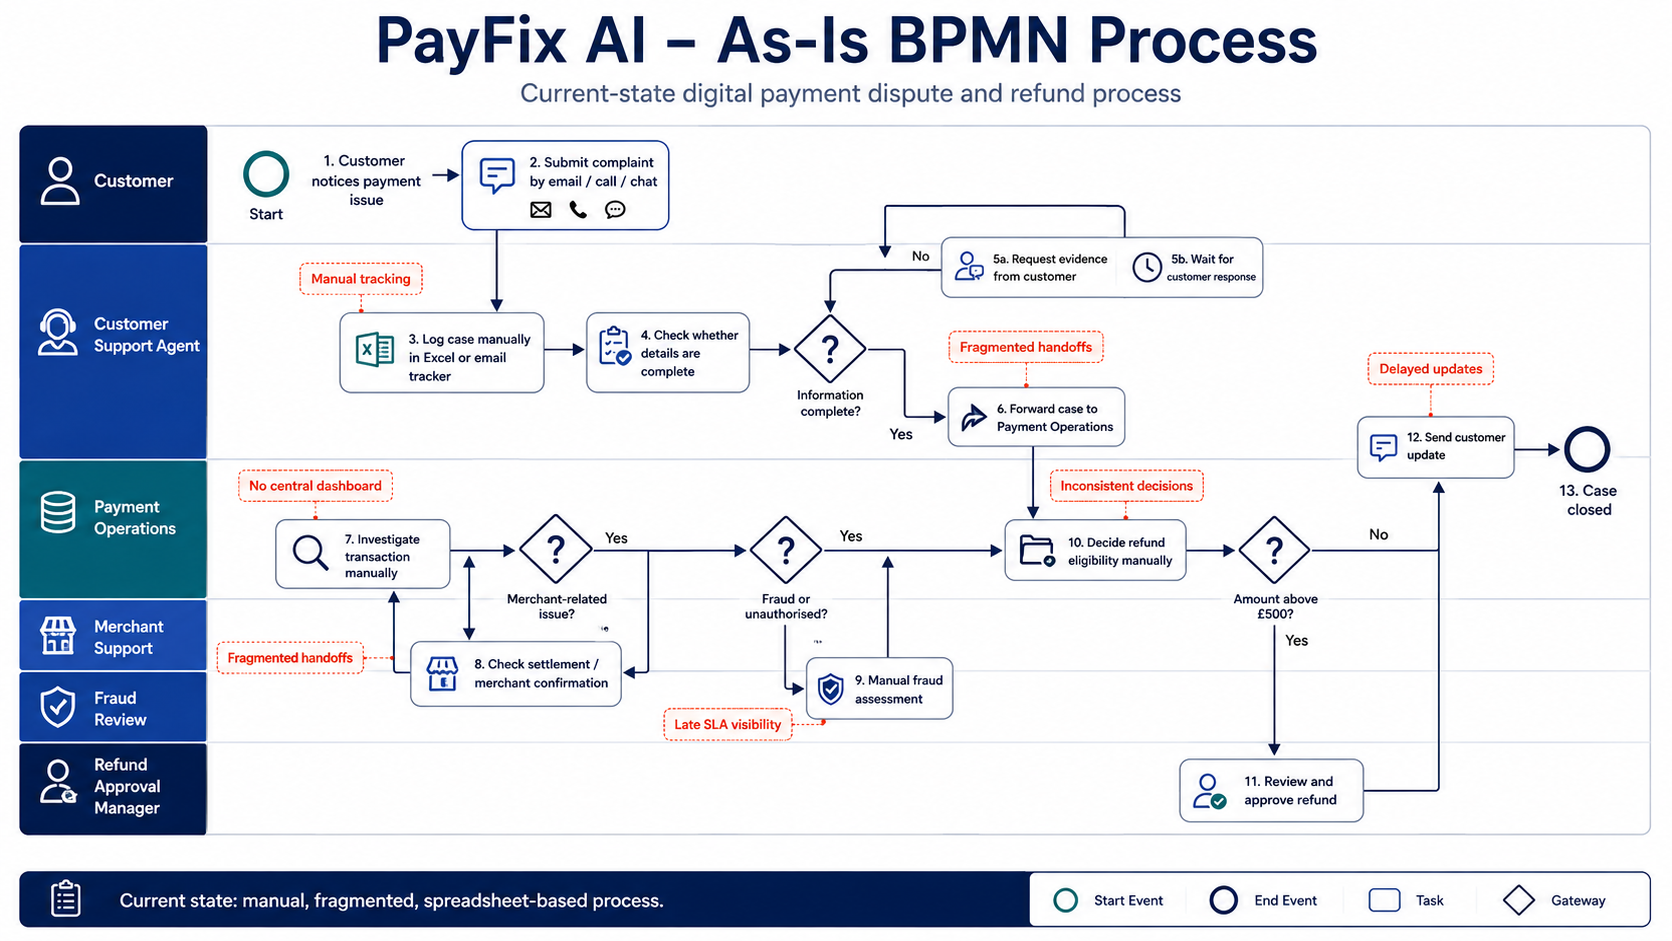 PayFix AI – As-Is BPMN Process
Current-state digital payment dispute and refund process
Customer
Start
1. Customer
notices payment
issue
2. Submit complaint
by email / call / chat
Customer
Support Agent
Manual tracking
3. Log case manually
in Excel or email
tracker
4. Check whether
details are
complete
?
Information
complete?
No
5a. Request evidence
from customer
5b. Wait for
customer response
Yes
Fragmented handoffs
6. Forward case to
Payment Operations
Delayed updates
12. Send customer
update
13. Case
closed
Payment
Operations
No central dashboard
7. Investigate
transaction
manually
?
Merchant-related
issue?
Yes
?
Fraud or
unauthorised?
Yes
Inconsistent decisions
10. Decide refund
eligibility manually
?
Amount above
£500?
No
Yes
Merchant
Support
Fragmented handoffs
8. Check settlement /
merchant confirmation
Fraud
Review
9. Manual fraud
assessment
Late SLA visibility
Refund
Approval
Manager
11. Review and
approve refund
Current state: manual, fragmented, spreadsheet-based process.
Start Event
End Event
Task
Gateway